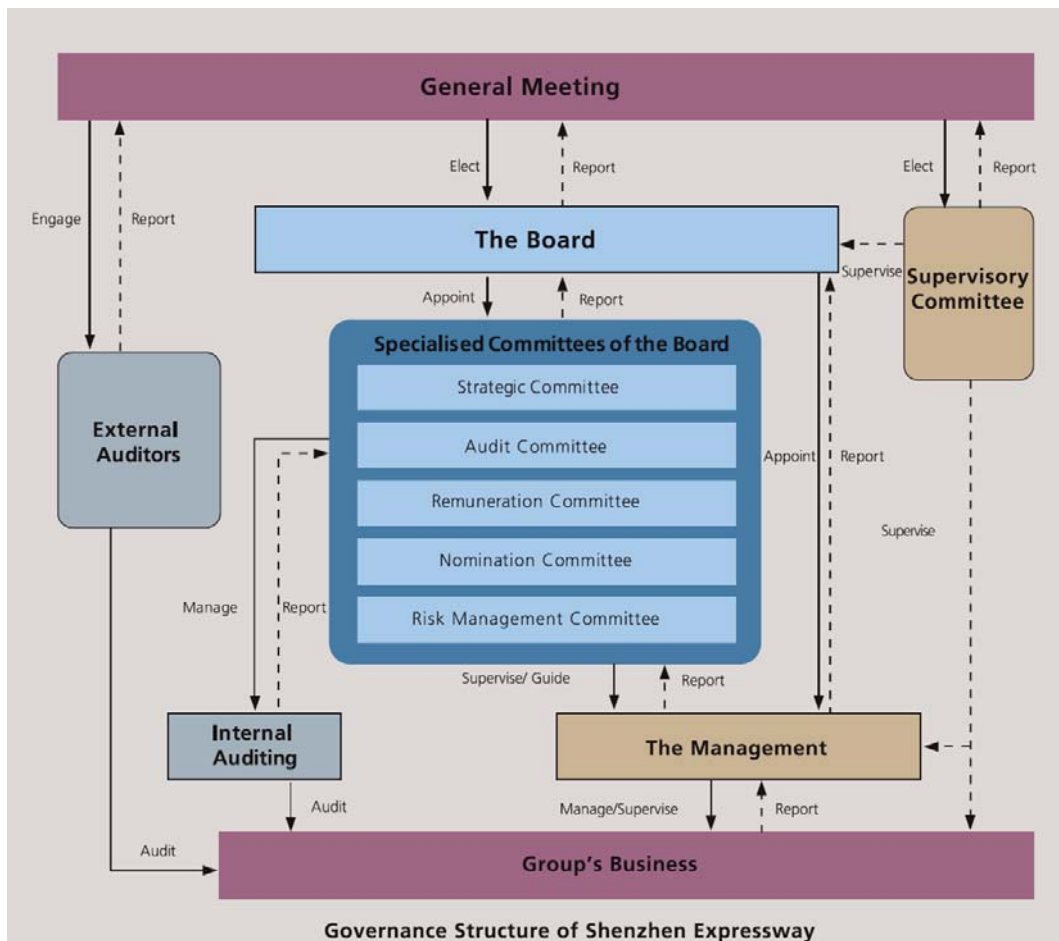 General Meeting
Elect
Report
Elect
Report
Engage
Report
The Board
Supervise
Supervisory
Committee
Appoint
Report
Specialised Committees of the Board
Strategic Committee
External
Auditors
Audit Committee
Appoint
Report
Remuneration Committee
Supervise
Nomination Committee
Manage
Report
Risk Management Committee
Supervise/ Guide
Report
Internal
Auditing
The Management
Audit
Manage/Supervise
Report
Audit
Group's Business
Governance Structure of Shenzhen Expressway